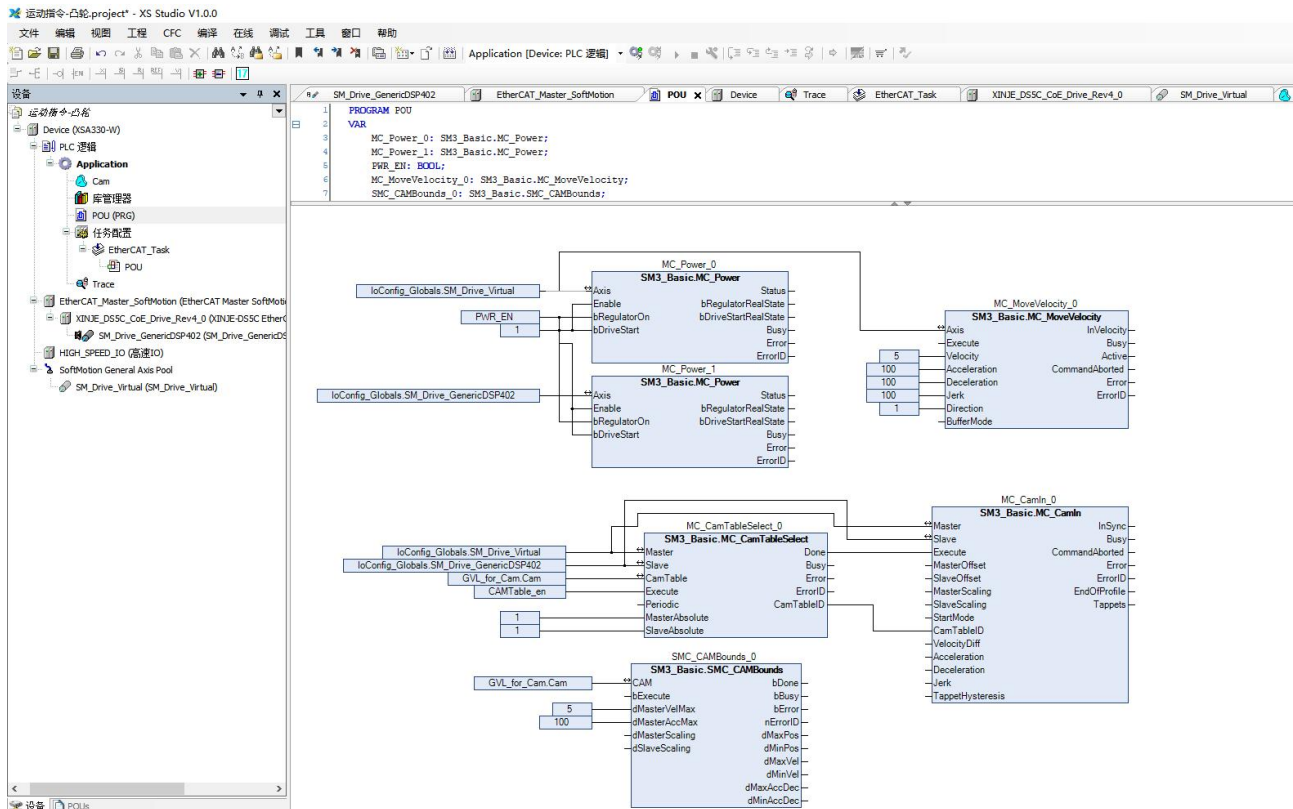 运动指令-凸轮.project* - XS Studio V1.0.0
文件 编辑 视图 工程 CFC 编译 在线 调试 工具 窗口 帮助
Application [Device: PLC 逻辑]
设备
SM_Drive_GenericDSP402 EtherCAT_Master_SoftMotion POU Device Trace EtherCAT_Task XINJE_DS5C_CoE_Drive_Rev4_0 SM_Drive_Virtual
运动指令-凸轮
Device (XSA330-W)
PLC 逻辑
Application
Cam
库管理器
POU (PRG)
任务配置
EtherCAT_Task
POU
Trace
EtherCAT_Master_SoftMotion (EtherCAT Master SoftMoti
XINJE_DS5C_CoE_Drive_Rev4_0 (XINJE-DS5C Ether
SM_Drive_GenericDSP402 (SM_Drive_GenericDS
HIGH_SPEED_IO (高速IO)
SoftMotion General Axis Pool
SM_Drive_Virtual (SM_Drive_Virtual)
设备 POUs
1 PROGRAM POU
2 VAR
3 MC_Power_0: SM3_Basic.MC_Power;
4 MC_Power_1: SM3_Basic.MC_Power;
5 PWR_EN: BOOL;
6 MC_MoveVelocity_0: SM3_Basic.MC_MoveVelocity;
7 SMC_CAMBounds_0: SM3_Basic.SMC_CAMBounds;
MC_Power_0
SM3_Basic.MC_Power
IoConfig_Globals.SM_Drive_Virtual Axis Status
Enable bRegulatorRealState
PWR_EN bRegulatorOn bDriveStartRealState
1 bDriveStart Busy
Error
ErrorID
MC_Power_1
SM3_Basic.MC_Power
IoConfig_Globals.SM_Drive_GenericDSP402 Axis Status
Enable bRegulatorRealState
bRegulatorOn bDriveStartRealState
bDriveStart Busy
Error
ErrorID
MC_MoveVelocity_0
SM3_Basic.MC_MoveVelocity
Axis InVelocity
Execute Busy
5 Velocity Active
100 Acceleration CommandAborted
100 Deceleration Error
100 Jerk ErrorID
1 Direction
BufferMode
MC_CamTableSelect_0
SM3_Basic.MC_CamTableSelect
IoConfig_Globals.SM_Drive_Virtual Master Done
IoConfig_Globals.SM_Drive_GenericDSP402 Slave Busy
GVL_for_Cam.Cam CamTable Error
CAMTable_en Execute ErrorID
Periodic CamTableID
1 MasterAbsolute
1 SlaveAbsolute
MC_CamIn_0
SM3_Basic.MC_CamIn
Master InSync
Slave Busy
Execute CommandAborted
MasterOffset Error
SlaveOffset ErrorID
MasterScaling EndOfProfile
SlaveScaling Tappets
StartMode
CamTableID
VelocityDiff
Acceleration
Deceleration
Jerk
TappetHysteresis
SMC_CAMBounds_0
SM3_Basic.SMC_CAMBounds
GVL_for_Cam.Cam CAM bDone
bExecute bBusy
5 dMasterVelMax bError
100 dMasterAccMax nErrorID
dMasterScaling dMaxPos
dSlaveScaling dMinPos
dMaxVel
dMinVel
dMaxAccDec
dMinAccDec